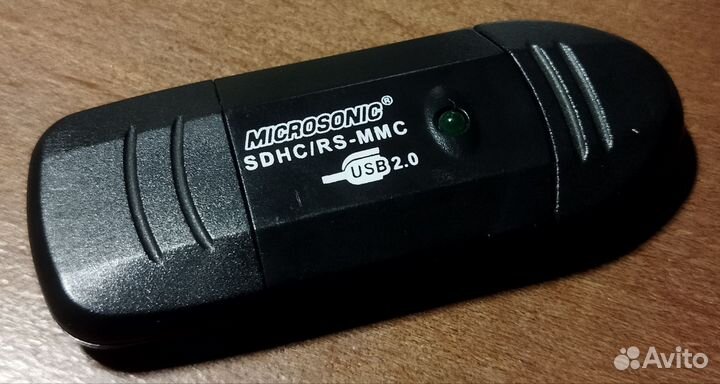 MICROSONIC®
SDHC/RS-MMC
USB 2.0
Avito